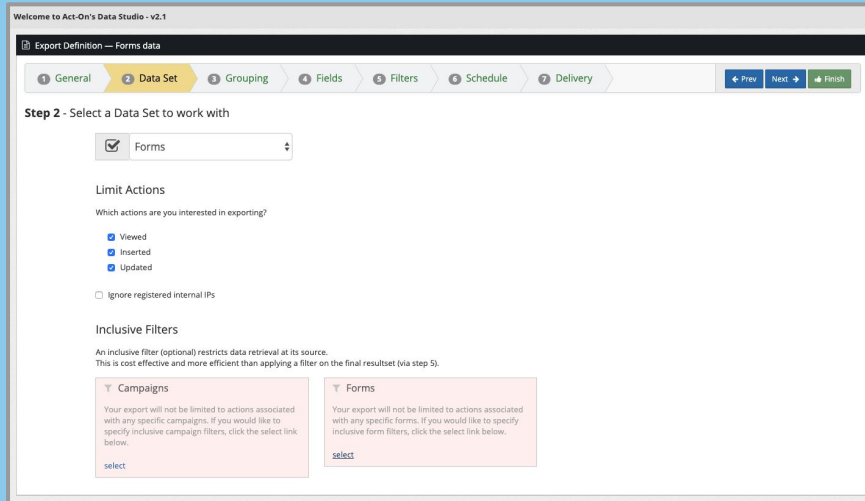 Welcome to Act-On's Data Studio - v2.1
Export Definition — Forms data
1 General 2 Data Set 3 Grouping 4 Fields 5 Filters 6 Schedule 7 Delivery Prev Next Finish
Step 2 - Select a Data Set to work with
Forms
Limit Actions
Which actions are you interested in exporting?
Viewed
Inserted
Updated
Ignore registered internal IPs
Inclusive Filters
An inclusive filter (optional) restricts data retrieval at its source.
This is cost effective and more efficient than applying a filter on the final resultset (via step 5).
Campaigns
Your export will not be limited to actions associated
with any specific campaigns. If you would like to
specify inclusive campaign filters, click the select link
below.
select
Forms
Your export will not be limited to actions associated
with any specific forms. If you would like to specify
inclusive form filters, click the select link below.
select